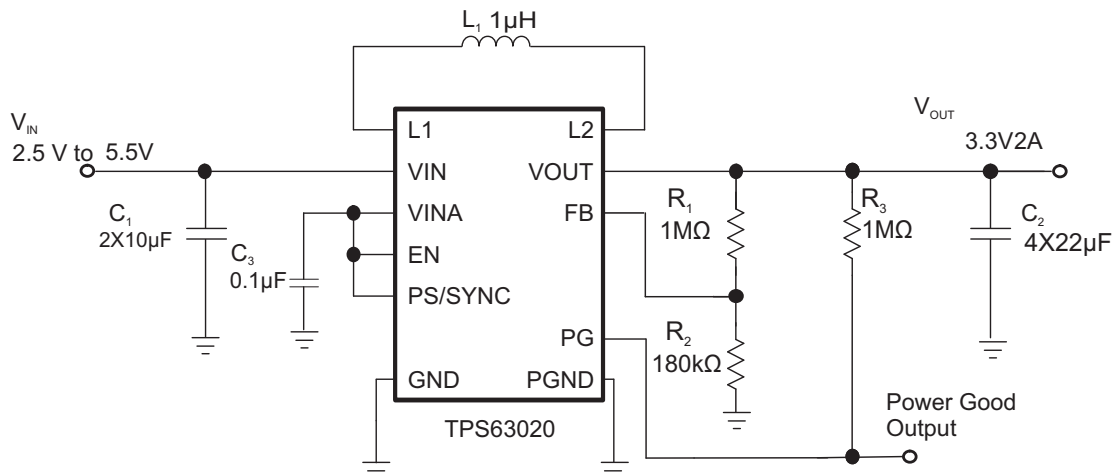 L₁ 1µH
V_IN
2.5 V to 5.5V
V_OUT
3.3V2A
L1
L2
VIN
VOUT
VINA
FB
EN
PS/SYNC
PG
GND
PGND
TPS63020
C₁
2X10µF
C₃
0.1µF
R₁
1MΩ
R₂
180kΩ
R₃
1MΩ
C₂
4X22µF
Power Good
Output